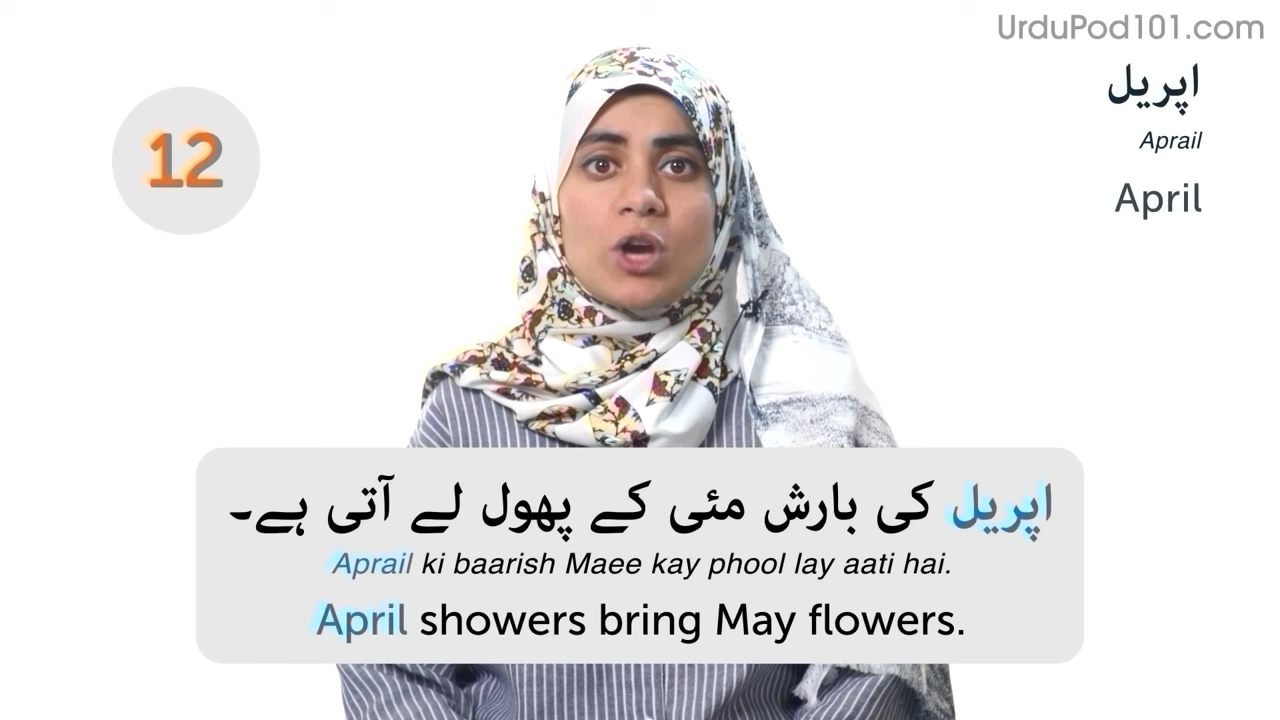 UrduPod101.com
12
اپریل
Aprail
April
اپریل کی بارش مئی کے پھول لے آتی ہے۔
Aprail ki baarish Maee kay phool lay aati hai.
April showers bring May flowers.